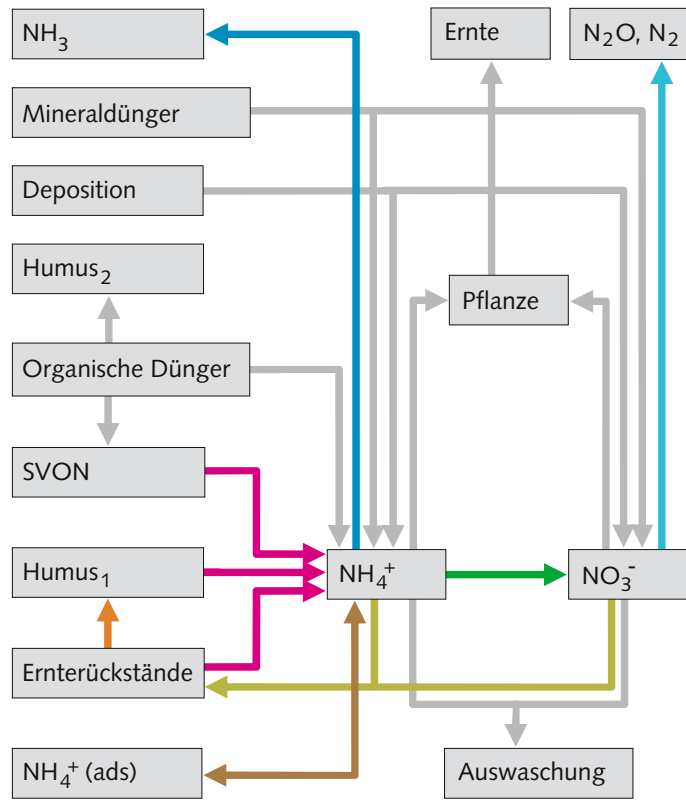 NH₃
Ernte
N₂O, N₂
Mineraldünger
Deposition
Humus₂
Pflanze
Organische Dünger
SVON
Humus₁
NH₄⁺
NO₃⁻
Ernterückstände
NH₄⁺ (ads)
Auswaschung